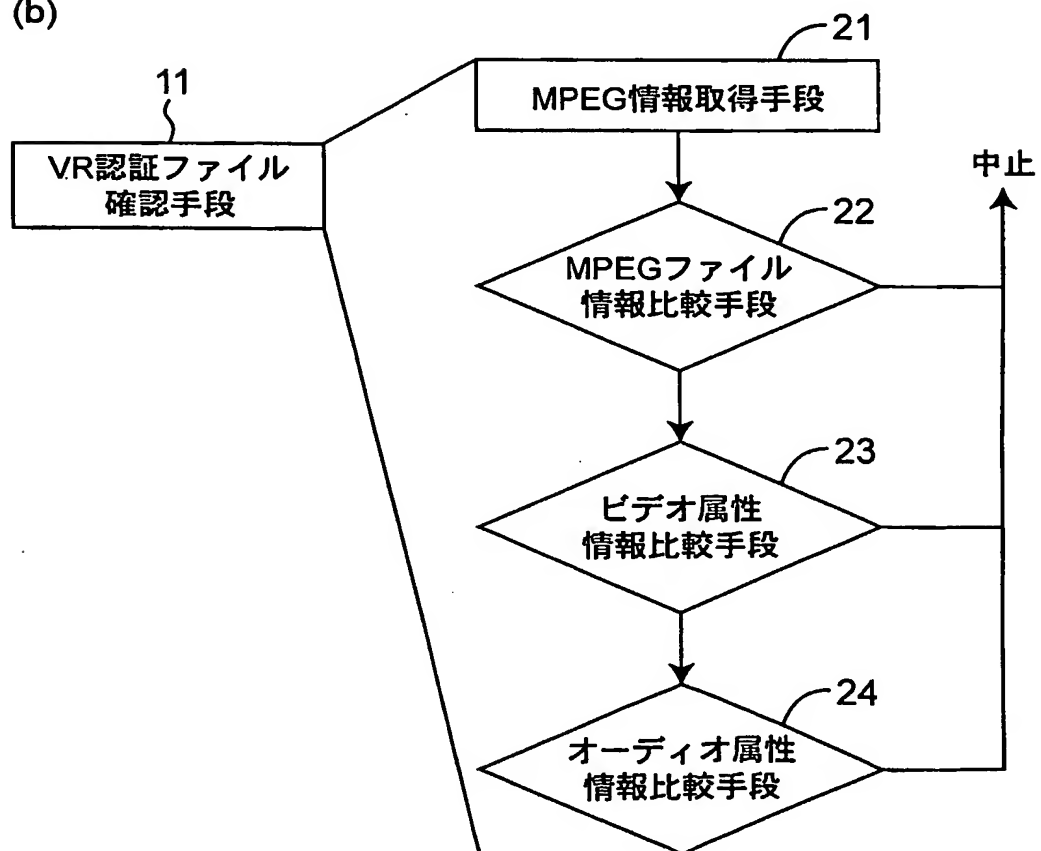 (b)
11
VR認証ファイル
確認手段
21
MPEG情報取得手段
中止
22
MPEGファイル
情報比較手段
23
ビデオ属性
情報比較手段
24
オーディオ属性
情報比較手段